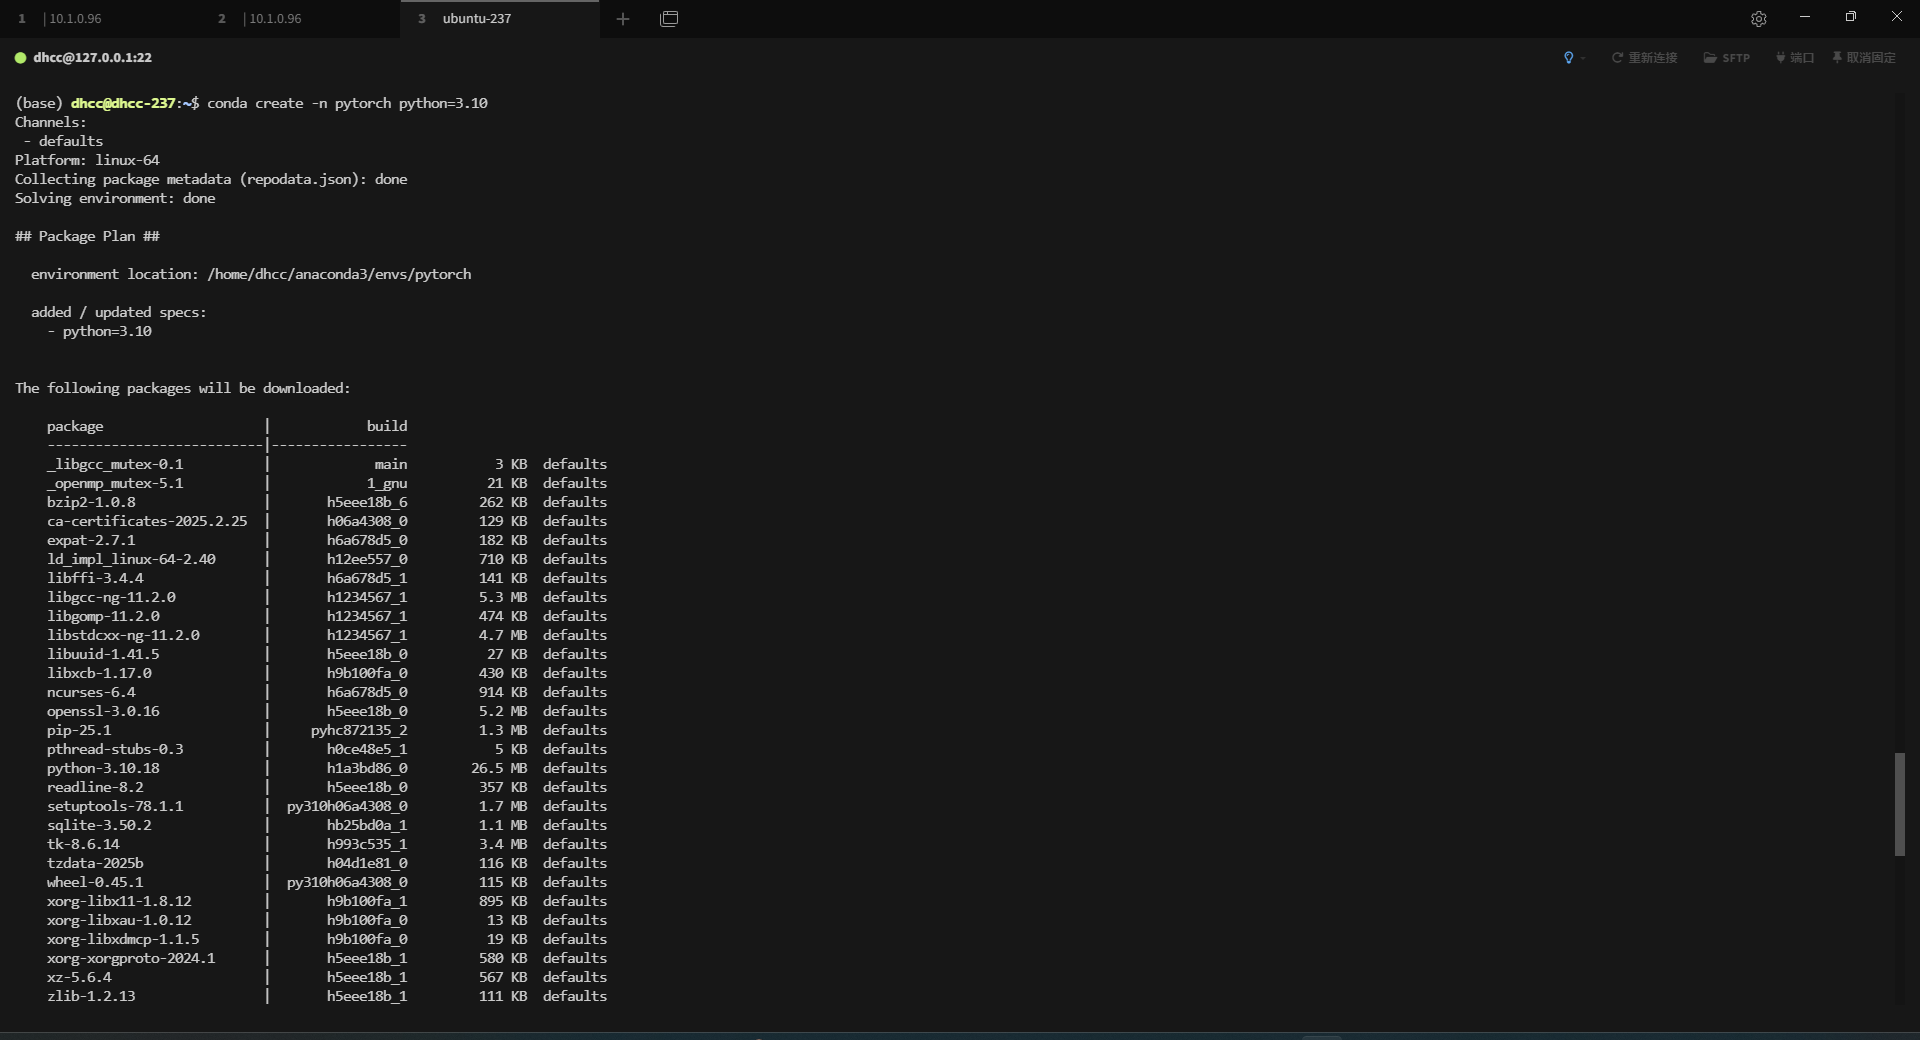 1 | 10.1.0.96 2 | 10.1.0.96 3 ubuntu-237
dhcc@127.0.0.1:22 重新连接 SFTP 端口 取消固定
(base) dhcc@dhcc-237:~$ conda create -n pytorch python=3.10
Channels:
 - defaults
Platform: linux-64
Collecting package metadata (repodata.json): done
Solving environment: done
## Package Plan ##
  environment location: /home/dhcc/anaconda3/envs/pytorch
  added / updated specs:
    - python=3.10
The following packages will be downloaded:
    package                    |            build
    ---------------------------|-----------------
    _libgcc_mutex-0.1          |             main           3 KB  defaults
    _openmp_mutex-5.1          |            1_gnu          21 KB  defaults
    bzip2-1.0.8                |       h5eee18b_6         262 KB  defaults
    ca-certificates-2025.2.25  |       h06a4308_0         129 KB  defaults
    expat-2.7.1                |       h6a678d5_0         182 KB  defaults
    ld_impl_linux-64-2.40      |       h12ee557_0         710 KB  defaults
    libffi-3.4.4               |       h6a678d5_1         141 KB  defaults
    libgcc-ng-11.2.0           |       h1234567_1         5.3 MB  defaults
    libgomp-11.2.0             |       h1234567_1         474 KB  defaults
    libstdcxx-ng-11.2.0        |       h1234567_1         4.7 MB  defaults
    libuuid-1.41.5             |       h5eee18b_0          27 KB  defaults
    libxcb-1.17.0              |       h9b100fa_0         430 KB  defaults
    ncurses-6.4                |       h6a678d5_0         914 KB  defaults
    openssl-3.0.16             |       h5eee18b_0         5.2 MB  defaults
    pip-25.1                   |     pyhc872135_2         1.3 MB  defaults
    pthread-stubs-0.3          |       h0ce48e5_1           5 KB  defaults
    python-3.10.18             |       h1a3bd86_0        26.5 MB  defaults
    readline-8.2               |       h5eee18b_0         357 KB  defaults
    setuptools-78.1.1          |  py310h06a4308_0         1.7 MB  defaults
    sqlite-3.50.2              |       hb25bd0a_1         1.1 MB  defaults
    tk-8.6.14                  |       h993c535_1         3.4 MB  defaults
    tzdata-2025b               |       h04d1e81_0         116 KB  defaults
    wheel-0.45.1               |  py310h06a4308_0         115 KB  defaults
    xorg-libx11-1.8.12         |       h9b100fa_1         895 KB  defaults
    xorg-libxau-1.0.12         |       h9b100fa_0          13 KB  defaults
    xorg-libxdmcp-1.1.5        |       h9b100fa_0          19 KB  defaults
    xorg-xorgproto-2024.1      |       h5eee18b_1         580 KB  defaults
    xz-5.6.4                   |       h5eee18b_1         567 KB  defaults
    zlib-1.2.13                |       h5eee18b_1         111 KB  defaults